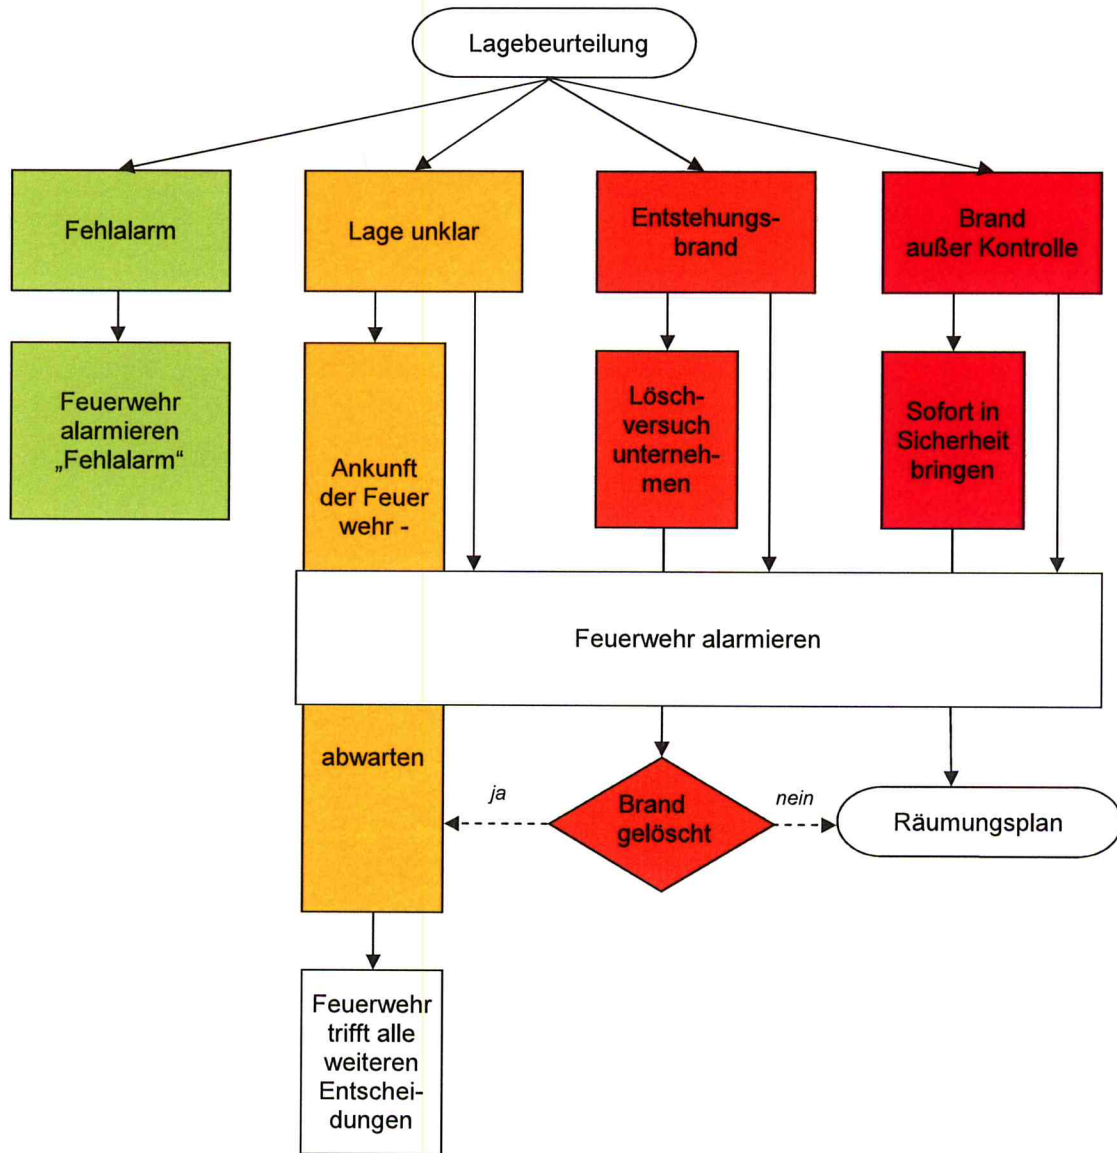 Lagebeurteilung
Fehlalarm
Lage unklar
Entstehungs-
brand
Brand
außer Kontrolle
Feuerwehr
alarmieren
„Fehlalarm“
Ankunft
der Feuer
wehr -
Lösch-
versuch
unterneh-
men
Sofort in
Sicherheit
bringen
Feuerwehr alarmieren
abwarten
ja
Brand
gelöscht
nein
Räumungsplan
Feuerwehr
trifft alle
weiteren
Entschei-
dungen